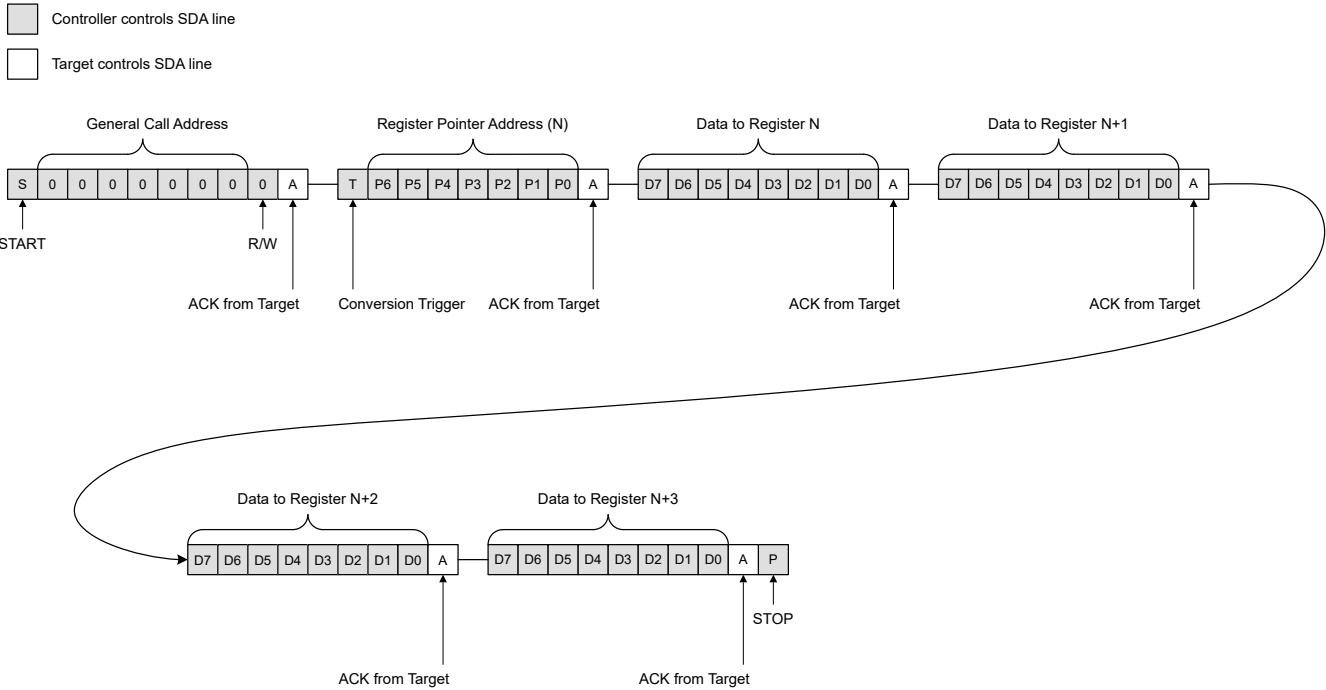 Controller controls SDA line
Target controls SDA line
General Call Address Register Pointer Address (N) Data to Register N Data to Register N+1
S 0 0 0 0 0 0 0 0 A T P6 P5 P4 P3 P2 P1 P0 A D7 D6 D5 D4 D3 D2 D1 D0 A D7 D6 D5 D4 D3 D2 D1 D0 A
START R/W
ACK from Target Conversion Trigger ACK from Target ACK from Target ACK from Target
Data to Register N+2 Data to Register N+3
D7 D6 D5 D4 D3 D2 D1 D0 A D7 D6 D5 D4 D3 D2 D1 D0 A P
STOP
ACK from Target ACK from Target